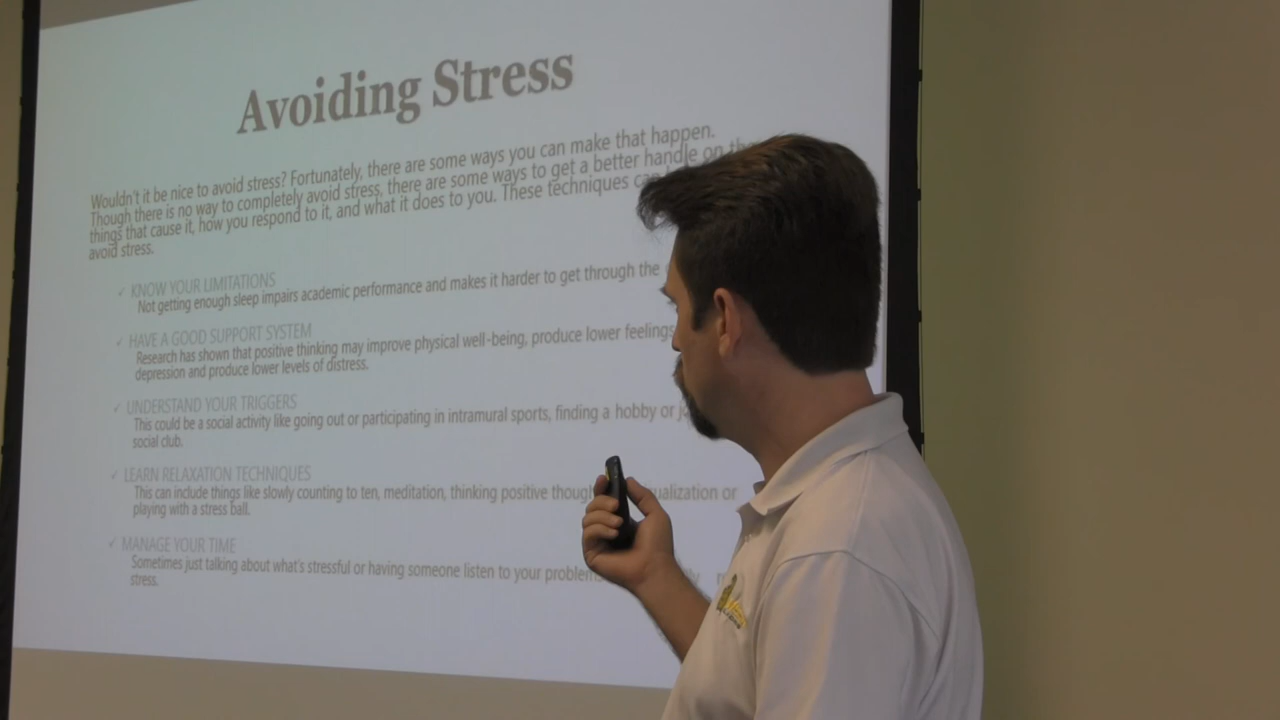 Avoiding Stress
Wouldn't it be nice to avoid stress? Fortunately, there are some ways you can make that happen.
Though there is no way to completely avoid stress, there are some ways to get a better handle on the
things that cause it, how you respond to it, and what it does to you. These techniques can
avoid stress.
✓ KNOW YOUR LIMITATIONS
Not getting enough sleep impairs academic performance and makes it harder to get through the
✓ HAVE A GOOD SUPPORT SYSTEM
Research has shown that positive thinking may improve physical well-being, produce lower feelings
depression and produce lower levels of distress.
✓ UNDERSTAND YOUR TRIGGERS
This could be a social activity like going out or participating in intramural sports, finding a hobby or
social club.
✓ LEARN RELAXATION TECHNIQUES
This can include things like slowly counting to ten, meditation, thinking positive or
playing with a stress ball.
✓ MANAGE YOUR TIME
Sometimes just talking about what's stressful or having someone listen to your problems
stress.